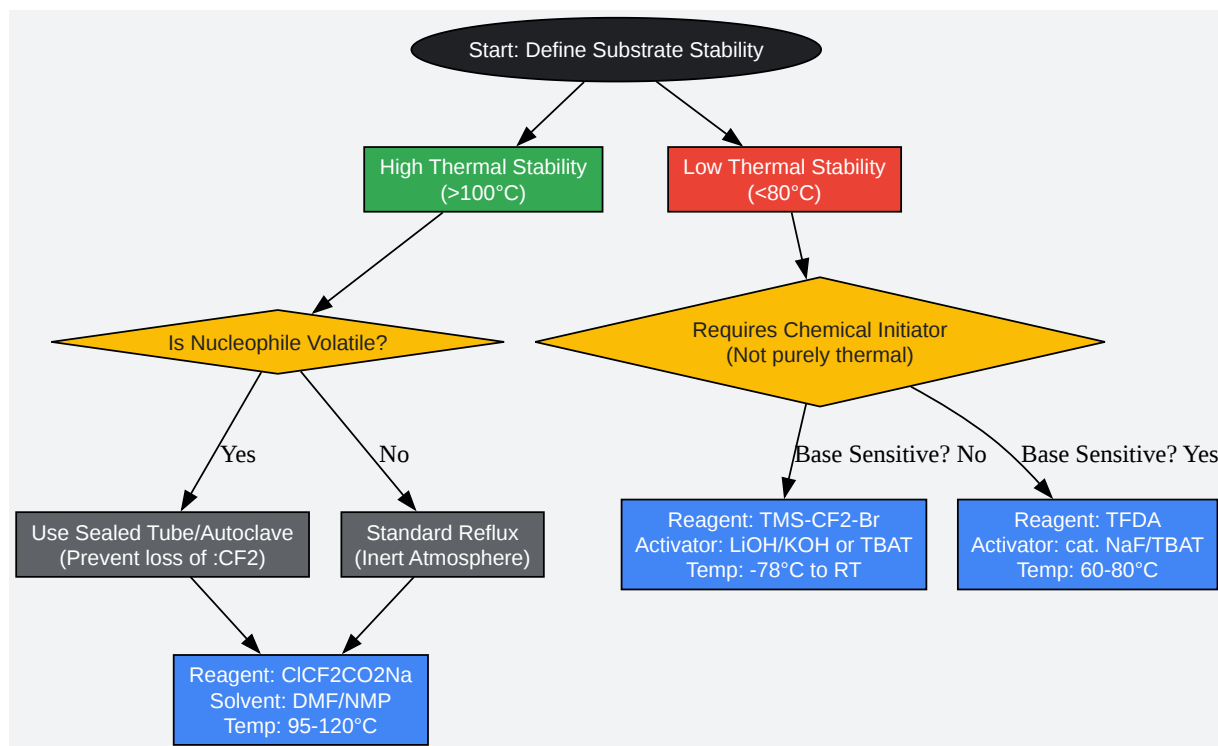 Start: Define Substrate Stability
High Thermal Stability
(>100°C)
Low Thermal Stability
(<80°C)
Is Nucleophile Volatile?
Requires Chemical Initiator
(Not purely thermal)
Yes
No
Base Sensitive? No
Base Sensitive? Yes
Use Sealed Tube/Autoclave
(Prevent loss of :CF2)
Standard Reflux
(Inert Atmosphere)
Reagent: TMS-CF2-Br
Activator: LiOH/KOH or TBAT
Temp: -78°C to RT
Reagent: TFDA
Activator: cat. NaF/TBAT
Temp: 60-80°C
Reagent: ClCF2CO2Na
Solvent: DMF/NMP
Temp: 95-120°C